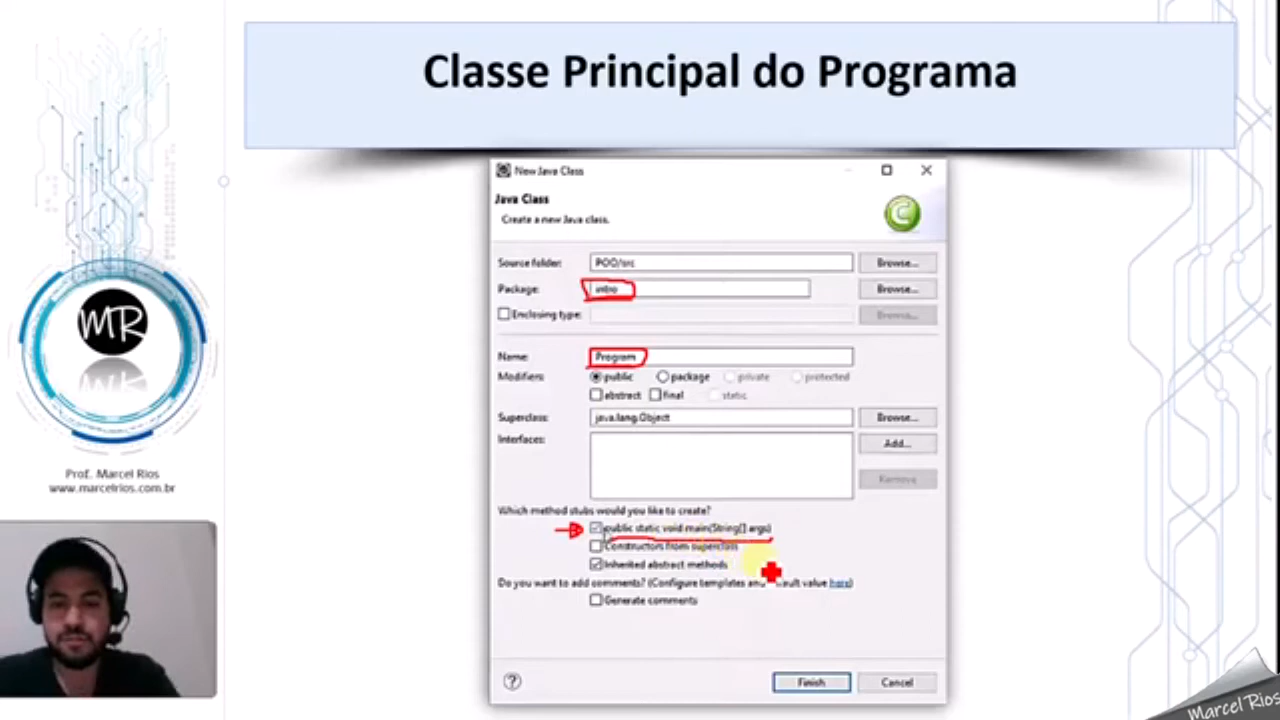 Classe Principal do Programa
MR
Prof. Marcel Rios
www.marcelrios.com.br
New Java Class
Java Class
Create a new Java class.
C
Source folder: POO/src Browse...
Package: intro Browse...
Enclosing type: Browse...
Name: Program
Modifiers: public package private protected
abstract final static
Superclass: java.lang.Object Browse...
Interfaces: Add...
Remove
Which method stubs would you like to create?
public static void main(String[] args)
Constructors from superclass
Inherited abstract methods
Do you want to add comments? (Configure templates and value here)
Generate comments
? Finish Cancel
Marcel Rios